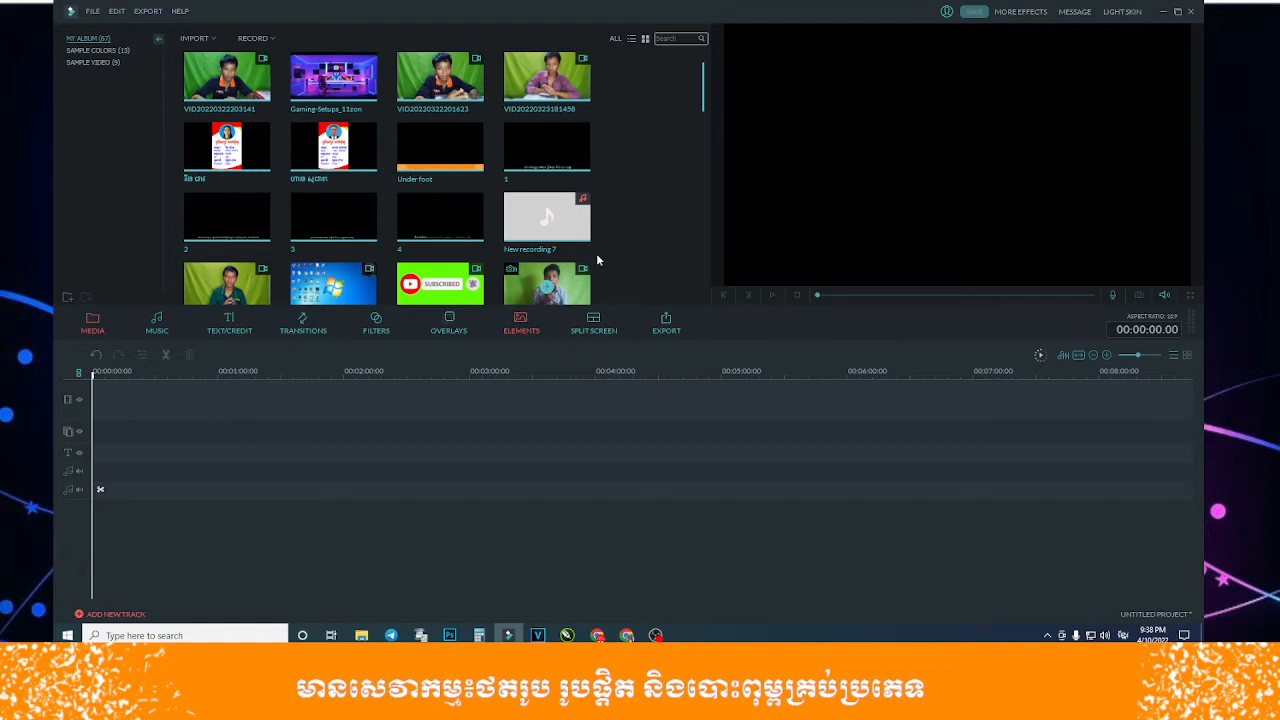 FILE EDIT EXPORT HELP
SAVE MORE EFFECTS MESSAGE LIGHT SKIN
MY ALBUM (67)
SAMPLE COLORS (13)
SAMPLE VIDEO (9)
IMPORT RECORD ALL Search
VID20220322203141 Gaming-Setups_11zon VID20220322201623 VID20220323181458
Under foot 1
2 3 4 New recording 7
SUBSCRIBED
MEDIA MUSIC TEXT/CREDIT TRANSITIONS FILTERS OVERLAYS ELEMENTS SPLIT SCREEN EXPORT
ASPECT RATIO: 16:9
00:00:00.00
00:00:00:00 00:01:00:00 00:02:00:00 00:03:00:00 00:04:00:00 00:05:00:00 00:06:00:00 00:07:00:00 00:08:00:00
ADD NEW TRACK UNTITLED PROJECT*
Type here to search
9:38 PM
4/10/2022
មានសេវាកម្ម៖ថតរូប រូបផ្តិត និងបោះពុម្ពគ្រប់ប្រភេទ